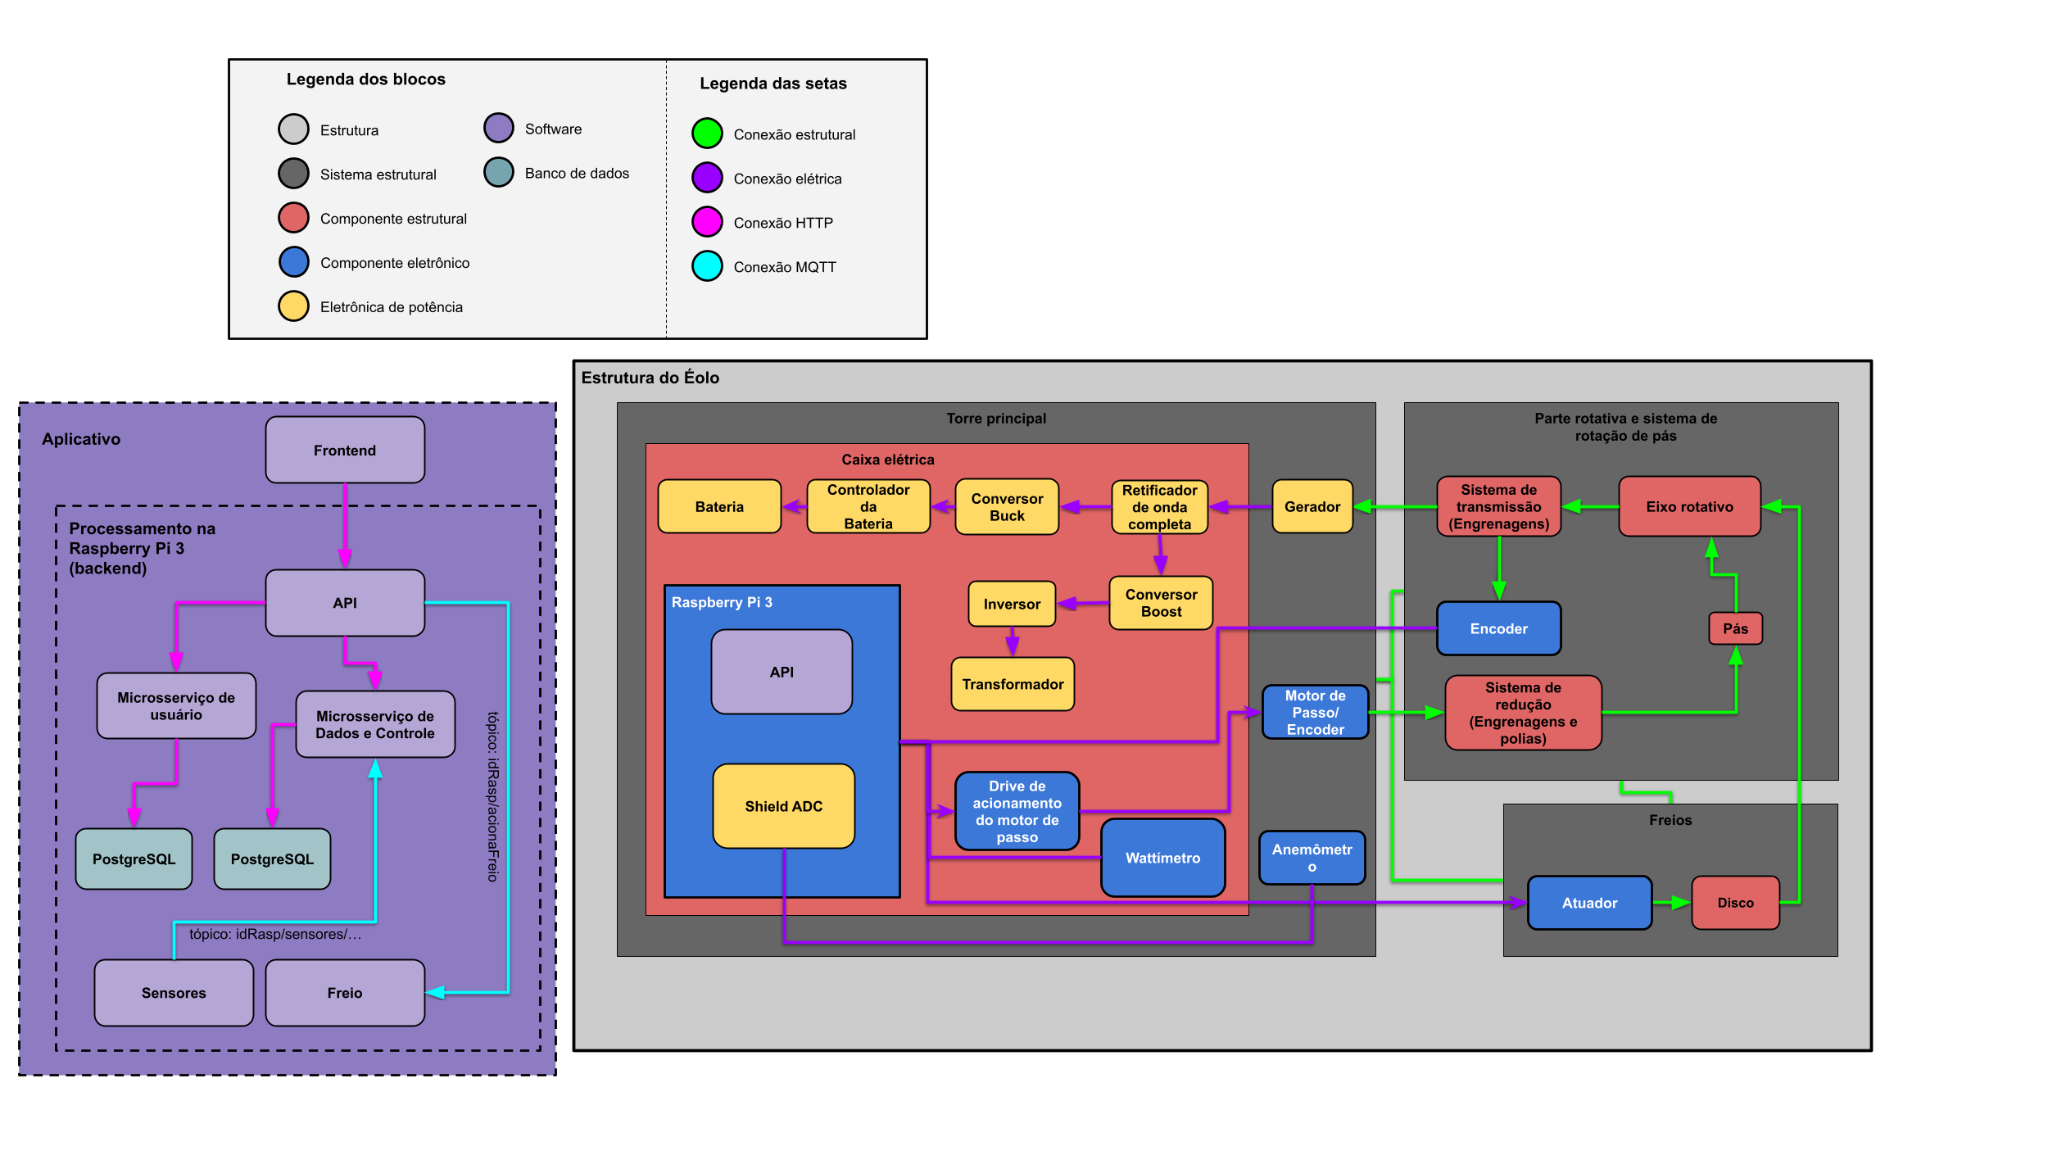 Legenda dos blocos
Estrutura
Sistema estrutural
Componente estrutural
Componente eletrônico
Eletrônica de potência
Software
Banco de dados
Legenda das setas
Conexão estrutural
Conexão elétrica
Conexão HTTP
Conexão MQTT
Aplicativo
Frontend
Processamento na
Raspberry Pi 3
(backend)
API
Microsserviço de
usuário
Microsserviço de
Dados e Controle
tópico: idRasp/acionaFreio
PostgreSQL
PostgreSQL
tópico: idRasp/sensores/…
Sensores
Freio
Estrutura do Éolo
Torre principal
Caixa elétrica
Bateria
Controlador
da
Bateria
Conversor
Buck
Retificador
de onda
completa
Gerador
Raspberry Pi 3
API
Shield ADC
Inversor
Conversor
Boost
Transformador
Drive de
acionamento
do motor de
passo
Wattímetro
Motor de
Passo/
Encoder
Anemômetr
o
Parte rotativa e sistema de
rotação de pás
Sistema de
transmissão
(Engrenagens)
Eixo rotativo
Encoder
Pás
Sistema de
redução
(Engrenagens e
polias)
Freios
Atuador
Disco